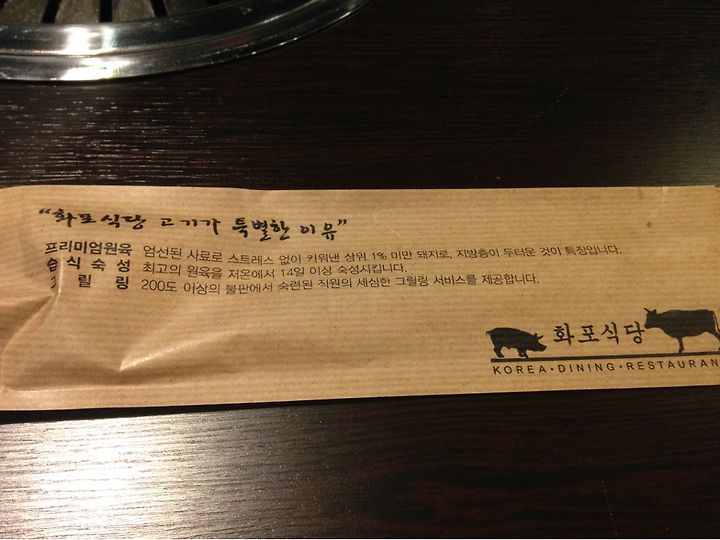 “화포식당 고기가 특별한 이유”
프리미엄원육 엄선된 사료로 스트레스 없이 키워낸 상위 1% 미만 돼지로, 지방층이 두터운 것이 특징입니다.
습식숙성 최고의 원육을 저온에서 14일 이상 숙성시킵니다.
그릴링 200도 이상의 불판에서 숙련된 직원의 세심한 그릴링 서비스를 제공합니다.
화포식당
KOREA·DINING·RESTAURAN